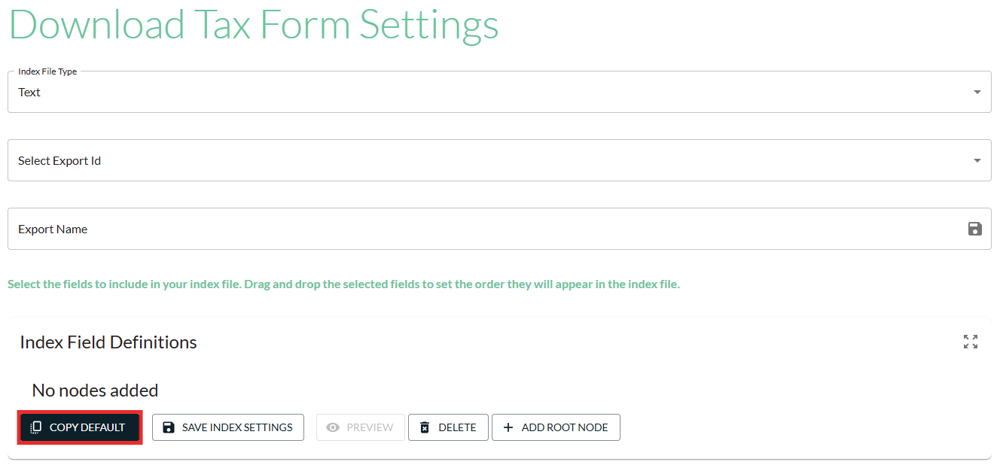 Download Tax Form Settings
Index File Type
Text
Select Export Id
Export Name
Select the fields to include in your index file. Drag and drop the selected fields to set the order they will appear in the index file.
Index Field Definitions
No nodes added
COPY DEFAULT SAVE INDEX SETTINGS PREVIEW DELETE ADD ROOT NODE